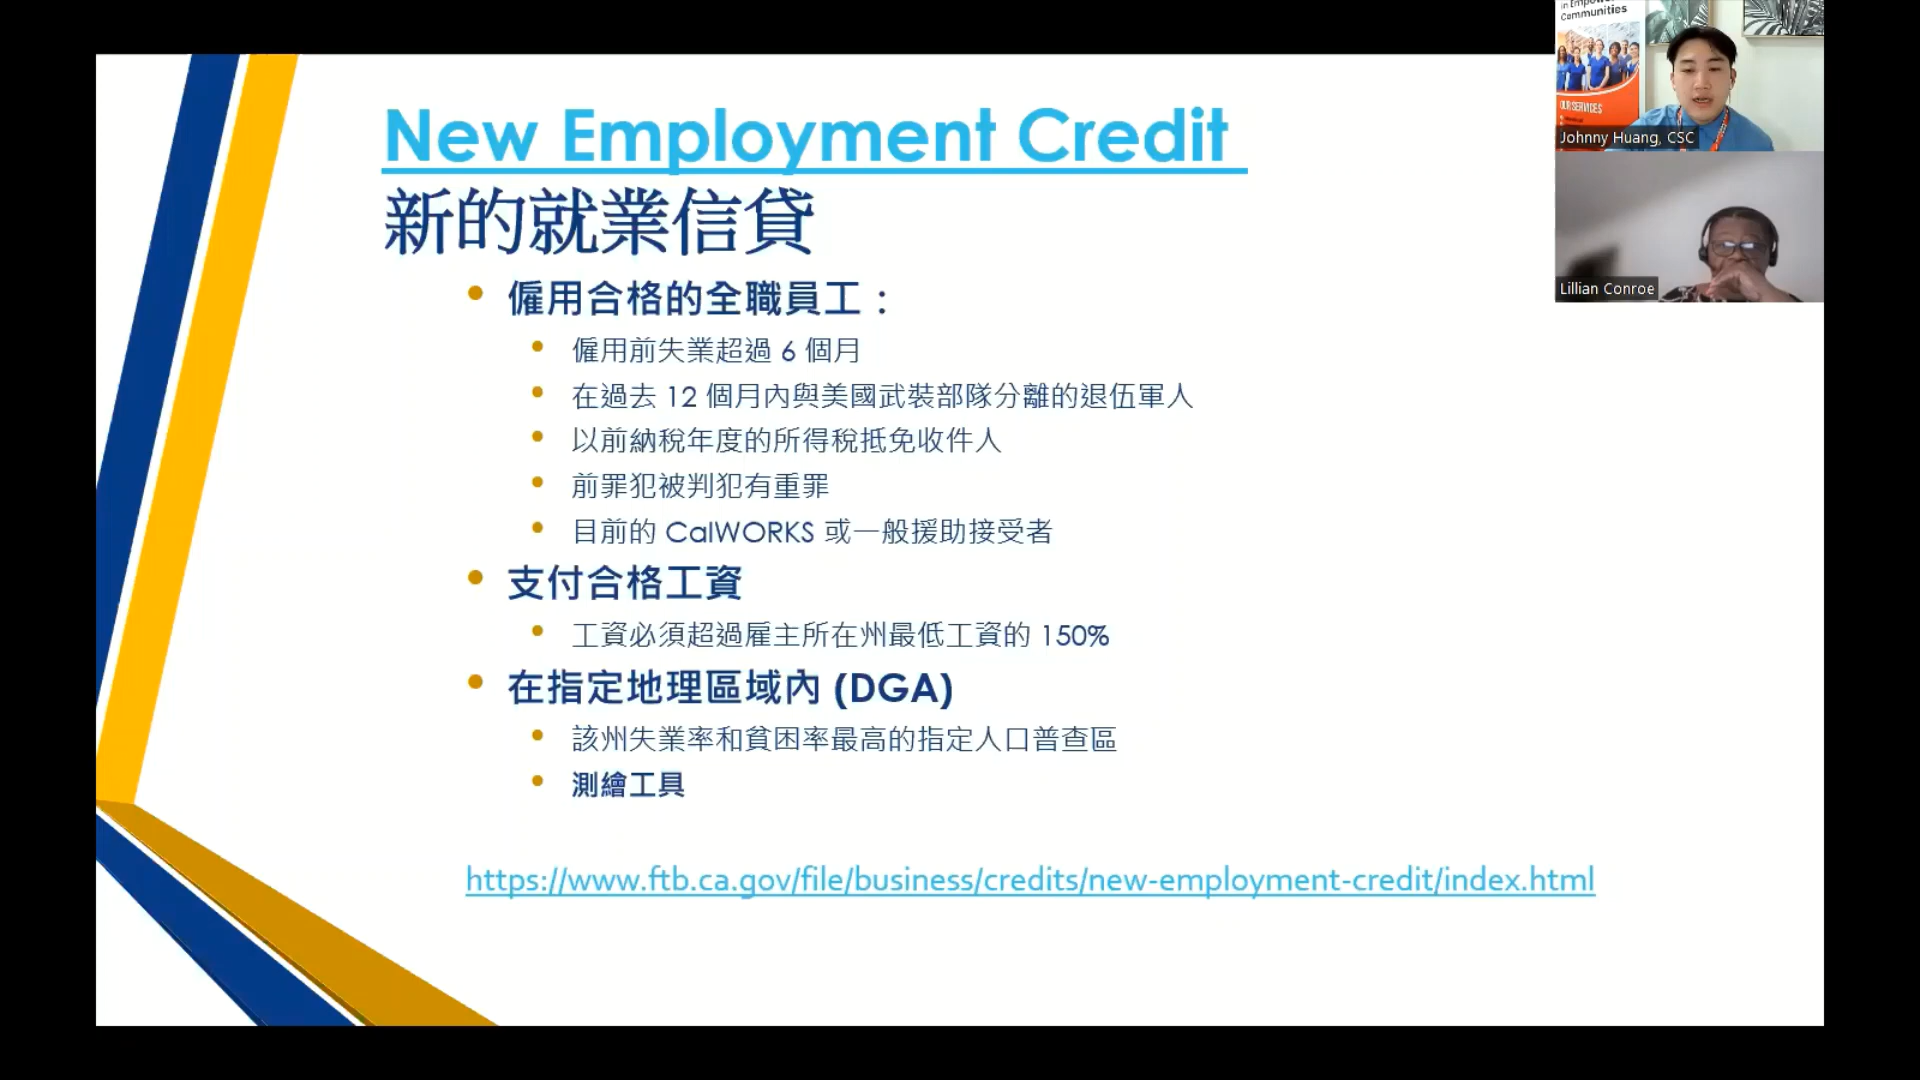 New Employment Credit
新的就業信貸
• 僱用合格的全職員工：
• 僱用前失業超過 6 個月
• 在過去 12 個月內與美國武裝部隊分離的退伍軍人
• 以前納稅年度的所得稅抵免收件人
• 前罪犯被判犯有重罪
• 目前的 CalWORKS 或一般援助接受者
• 支付合格工資
• 工資必須超過雇主所在州最低工資的 150%
• 在指定地理區域內 (DGA)
• 該州失業率和貧困率最高的指定人口普查區
• 測繪工具
https://www.ftb.ca.gov/file/business/credits/new-employment-credit/index.html
Communities
OUR SERVICES
Johnny Huang, CSC
Lillian Conroe